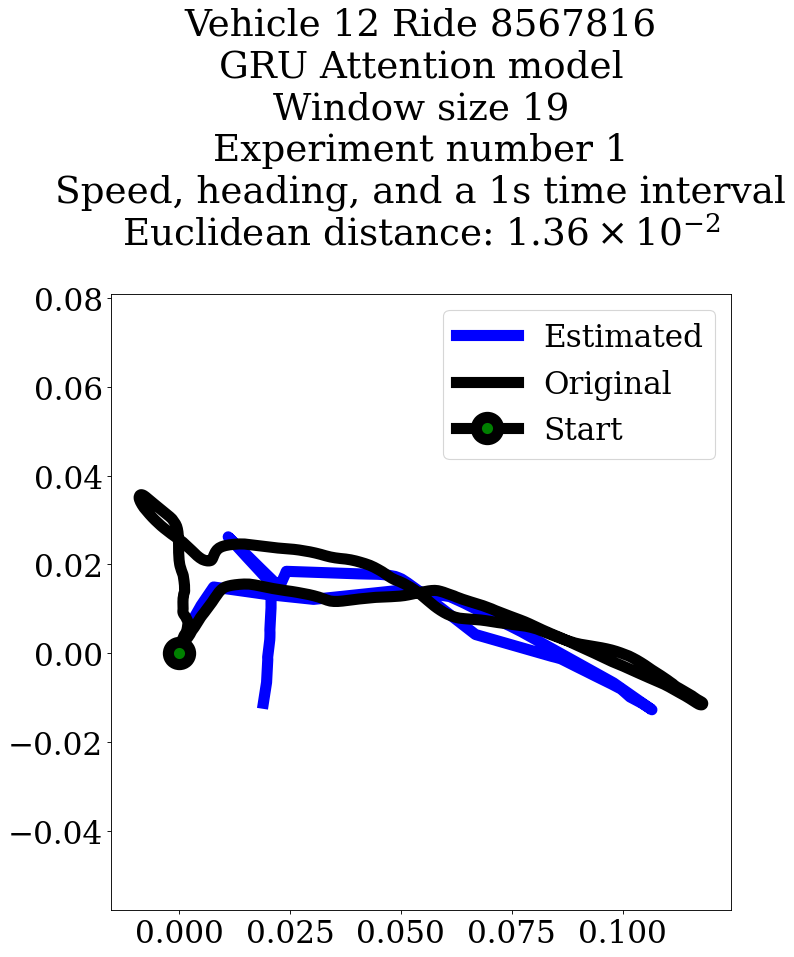 Vehicle 12 Ride 8567816
GRU Attention model
Window size 19
Experiment number 1
Speed, heading, and a 1s time interval
Euclidean distance: 1.36 × 10⁻²
Estimated
Original
Start
0.08
0.06
0.04
0.02
0.00
−0.02
−0.04
0.000 0.025 0.050 0.075 0.100